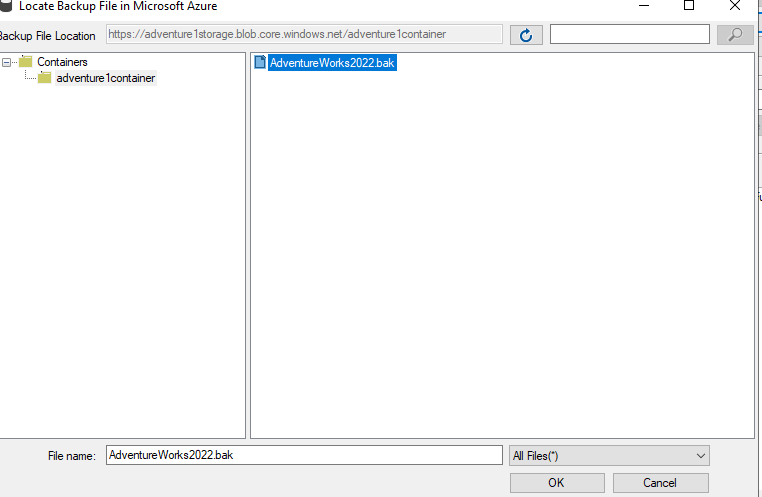 Locate Backup File in Microsoft Azure
Backup File Location
https://adventure1storage.blob.core.windows.net/adventure1container
Containers
adventure1container
AdventureWorks2022.bak
File name:
AdventureWorks2022.bak
All Files(*)
OK
Cancel